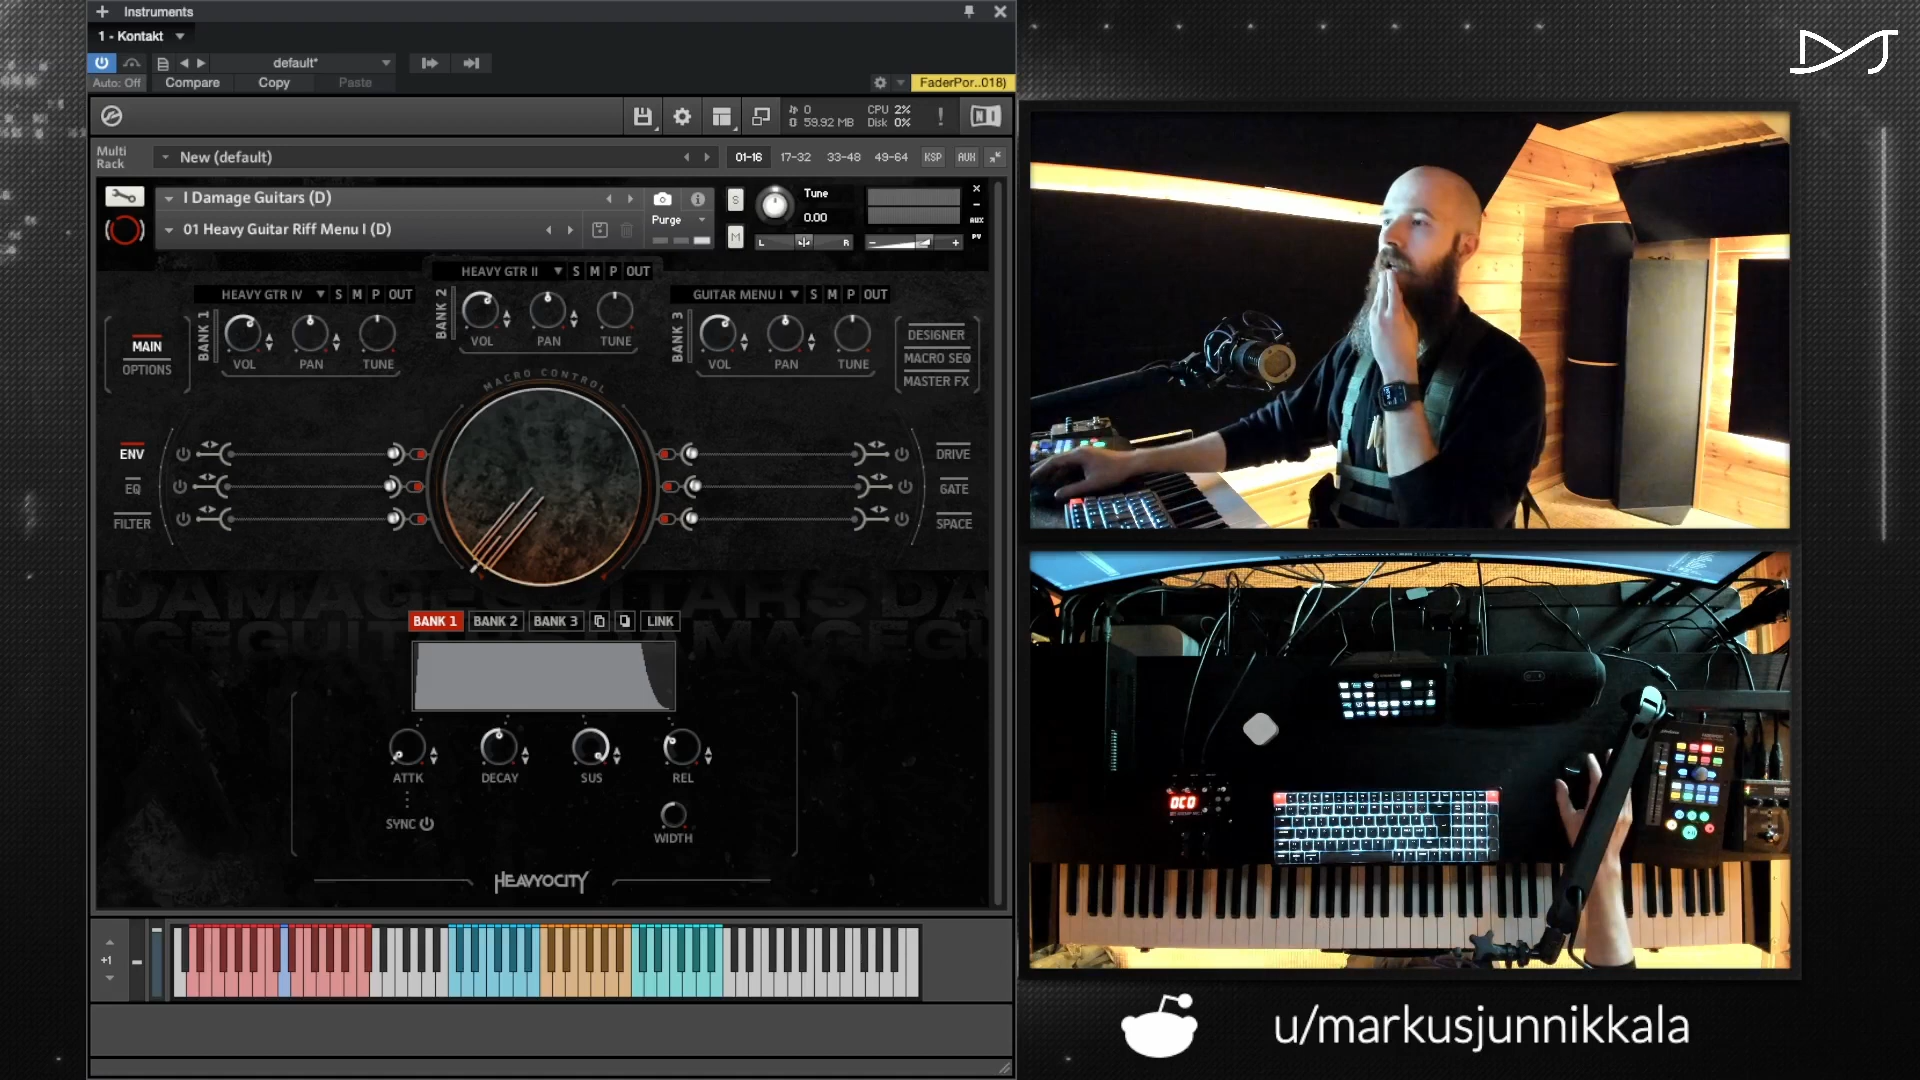 Instruments
1 - Kontakt
default*
Auto: Off
Compare
Copy
Paste
FaderPor..018)
0
59.92 MB
CPU 2%
Disk 0%
!
NI
Multi
Rack
New (default)
01-16
17-32
33-48
49-64
KSP
AUX
I Damage Guitars (D)
01 Heavy Guitar Riff Menu I (D)
Purge
S
M
Tune
0.00
L
R
AUX
PV
HEAVY GTR IV
S M P OUT
BANK 1
VOL
PAN
TUNE
HEAVY GTR II
S M P OUT
BANK 2
VOL
PAN
TUNE
GUITAR MENU I
S M P OUT
BANK 3
VOL
PAN
TUNE
MAIN
OPTIONS
DESIGNER
MACRO SEQ
MASTER FX
MACRO CONTROL
ENV
EQ
FILTER
DRIVE
GATE
SPACE
BANK 1
BANK 2
BANK 3
LINK
ATTK
DECAY
SUS
REL
SYNC
WIDTH
HEAVYOCITY
+1
u/markusjunnikkala